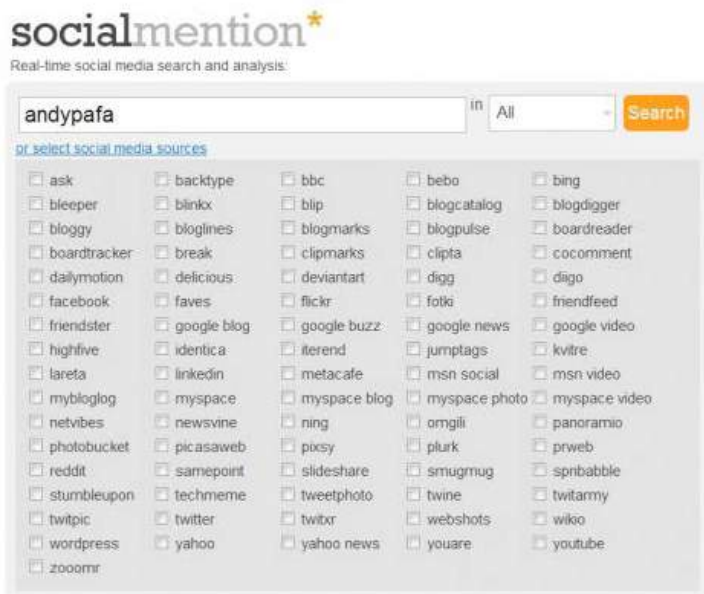 socialmention*
Real-time social media search and analysis:
andypafa in All Search
or select social media sources
ask backtype bbc bebo bing
bleeper blinkx blip blogcatalog blogdigger
bloggy bloglines blogmarks blogpulse boardreader
boardtracker break clipmarks clipta cocomment
dailymotion delicious deviantart digg diigo
facebook faves flickr fotki friendfeed
friendster google blog google buzz google news google video
highfive identica iterend jumptags kvitre
lareta linkedin metacafe msn social msn video
mybloglog myspace myspace blog myspace photo myspace video
netvibes newsvine ning omgili panoramio
photobucket picasaweb pixsy plurk prweb
reddit samepoint slideshare smugmug spnbabble
stumbleupon techmeme tweetphoto twine twitarmy
twitpic twitter twitxr webshots wikio
wordpress yahoo yahoo news youare youtube
zooomr